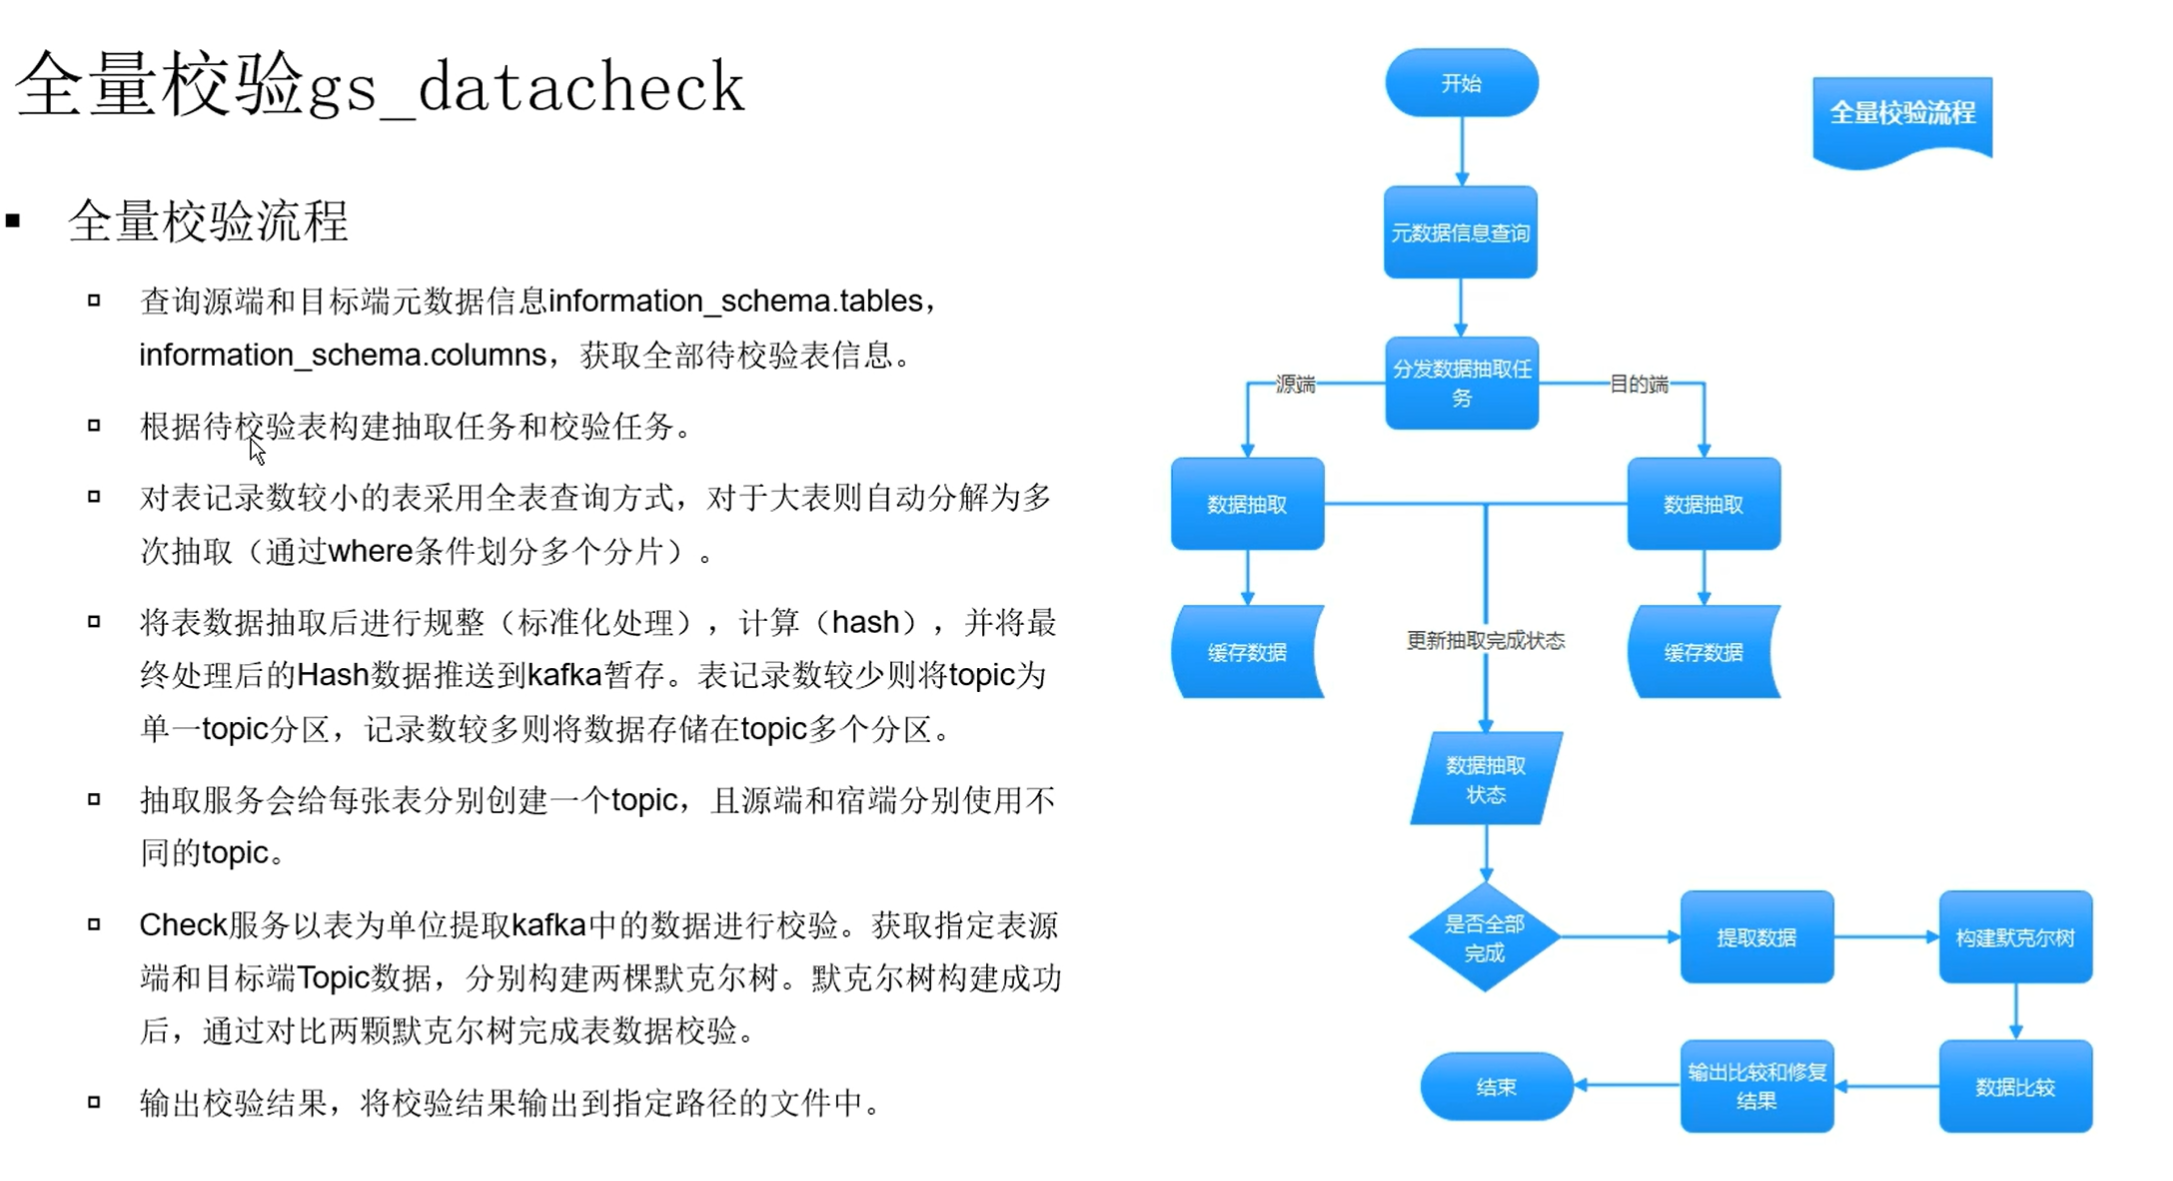 全量校验gs_datacheck
全量校验流程
查询源端和目标端元数据信息information_schema.tables，
information_schema.columns，获取全部待校验表信息。
根据待校验表构建抽取任务和校验任务。
对表记录数较小的表采用全表查询方式，对于大表则自动分解为多
次抽取（通过where条件划分多个分片）。
将表数据抽取后进行规整（标准化处理），计算（hash），并将最
终处理后的Hash数据推送到kafka暂存。表记录数较少则将topic为
单一topic分区，记录数较多则将数据存储在topic多个分区。
抽取服务会给每张表分别创建一个topic，且源端和宿端分别使用不
同的topic。
Check服务以表为单位提取kafka中的数据进行校验。获取指定表源
端和目标端Topic数据，分别构建两棵默克尔树。默克尔树构建成功
后，通过对比两颗默克尔树完成表数据校验。
输出校验结果，将校验结果输出到指定路径的文件中。
开始
全量校验流程
元数据信息查询
分发数据抽取任
务
源端
目的端
数据抽取
数据抽取
缓存数据
更新抽取完成状态
缓存数据
数据抽取
状态
是否全部
完成
提取数据
构建默克尔树
数据比较
输出比较和修复
结果
结束